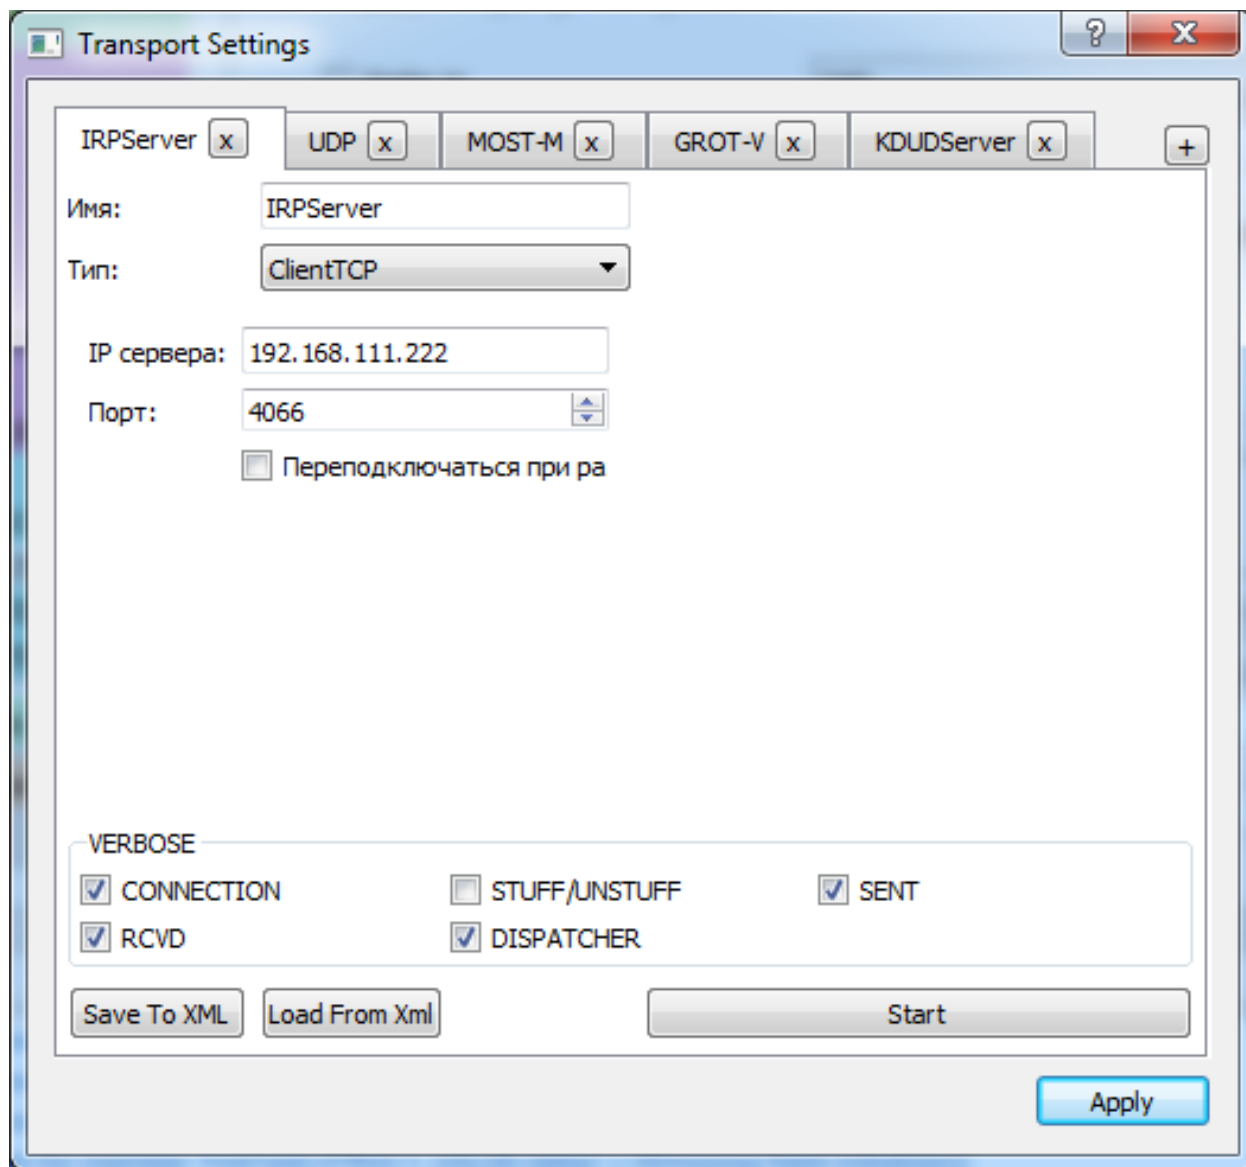 Transport Settings
IRPServer x UDP x MOST-M x GROT-V x KDUDServer x +
Имя: IRPServer
Тип: ClientTCP
IP сервера: 192.168.111.222
Порт: 4066
Переподключаться при ра
VERBOSE
CONNECTION STUFF/UNSTUFF SENT
RCVD DISPATCHER
Save To XML Load From Xml Start
Apply